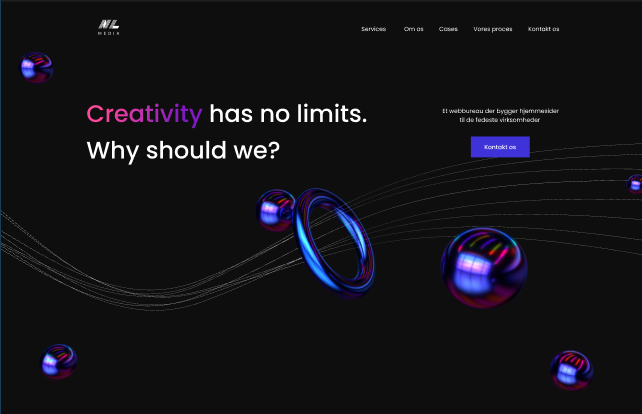 NL
MEDIA
Services Om os Cases Vores proces Kontakt os
Creativity has no limits.
Why should we?
Et webbureau der bygger hjemmesider
til de fedeste virksomheder
Kontakt os